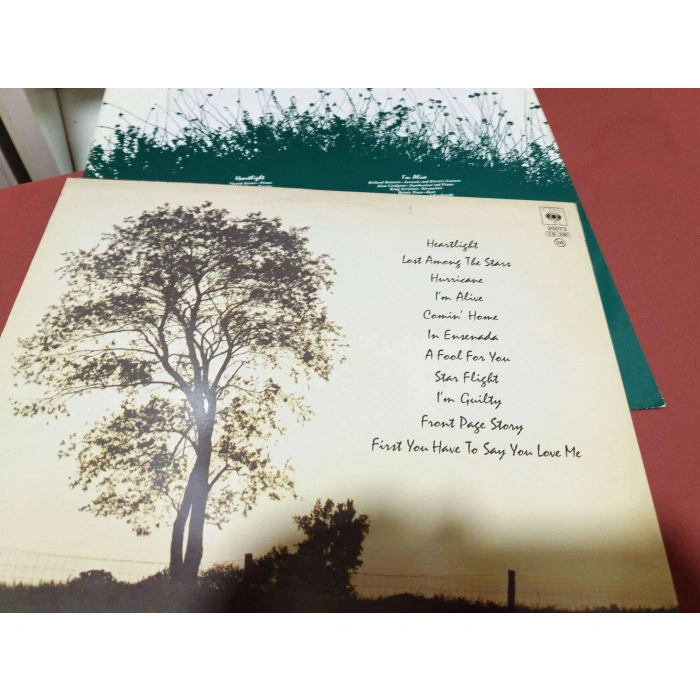 Heartlight
I'm Alive
Heartlight
Lost Among The Stars
Hurricane
I'm Alive
Comin' Home
In Ensenada
A Fool For You
Star Flight
I'm Guilty
Front Page Story
First You Have To Say You Love Me
25073